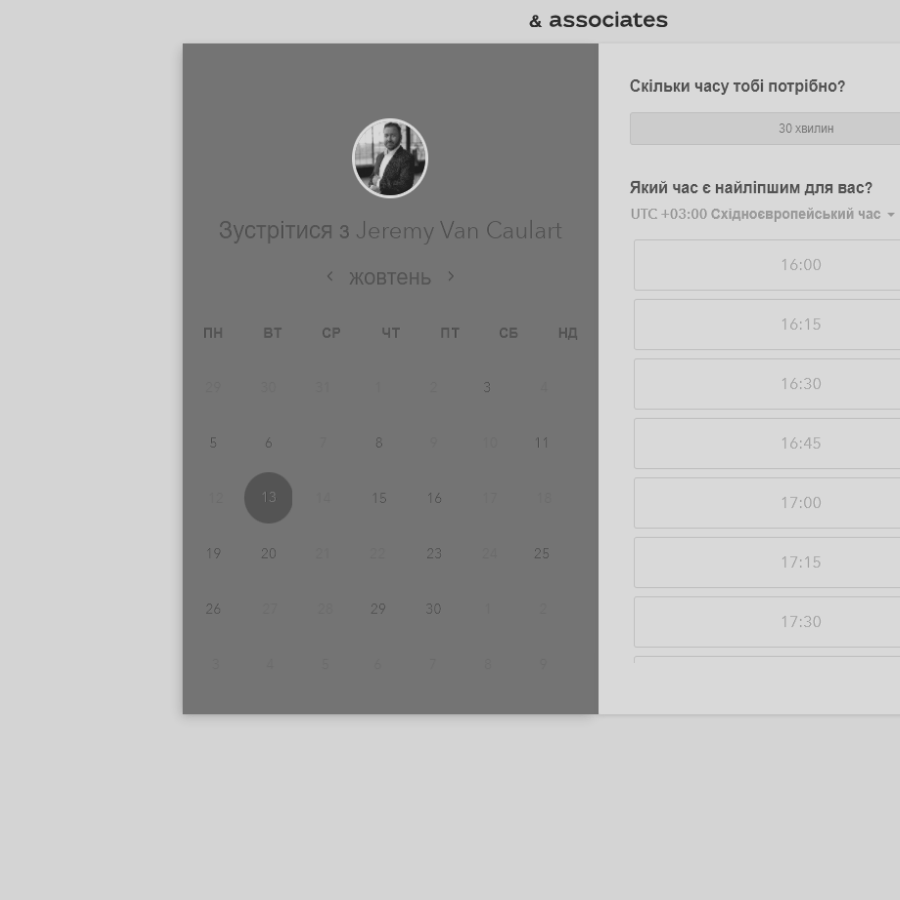 & associates
Зустрітися з Jeremy Van Caulart
‹ жовтень ›
ПН ВТ СР ЧТ ПТ СБ НД
29 30 31 1 2 3 4
5 6 7 8 9 10 11
12 13 14 15 16 17 18
19 20 21 22 23 24 25
26 27 28 29 30 1 2
3 4 5 6 7 8 9
Скільки часу тобі потрібно?
30 хвилин
Який час є найліпшим для вас?
UTC +03:00 Східноєвропейський час
16:00
16:15
16:30
16:45
17:00
17:15
17:30